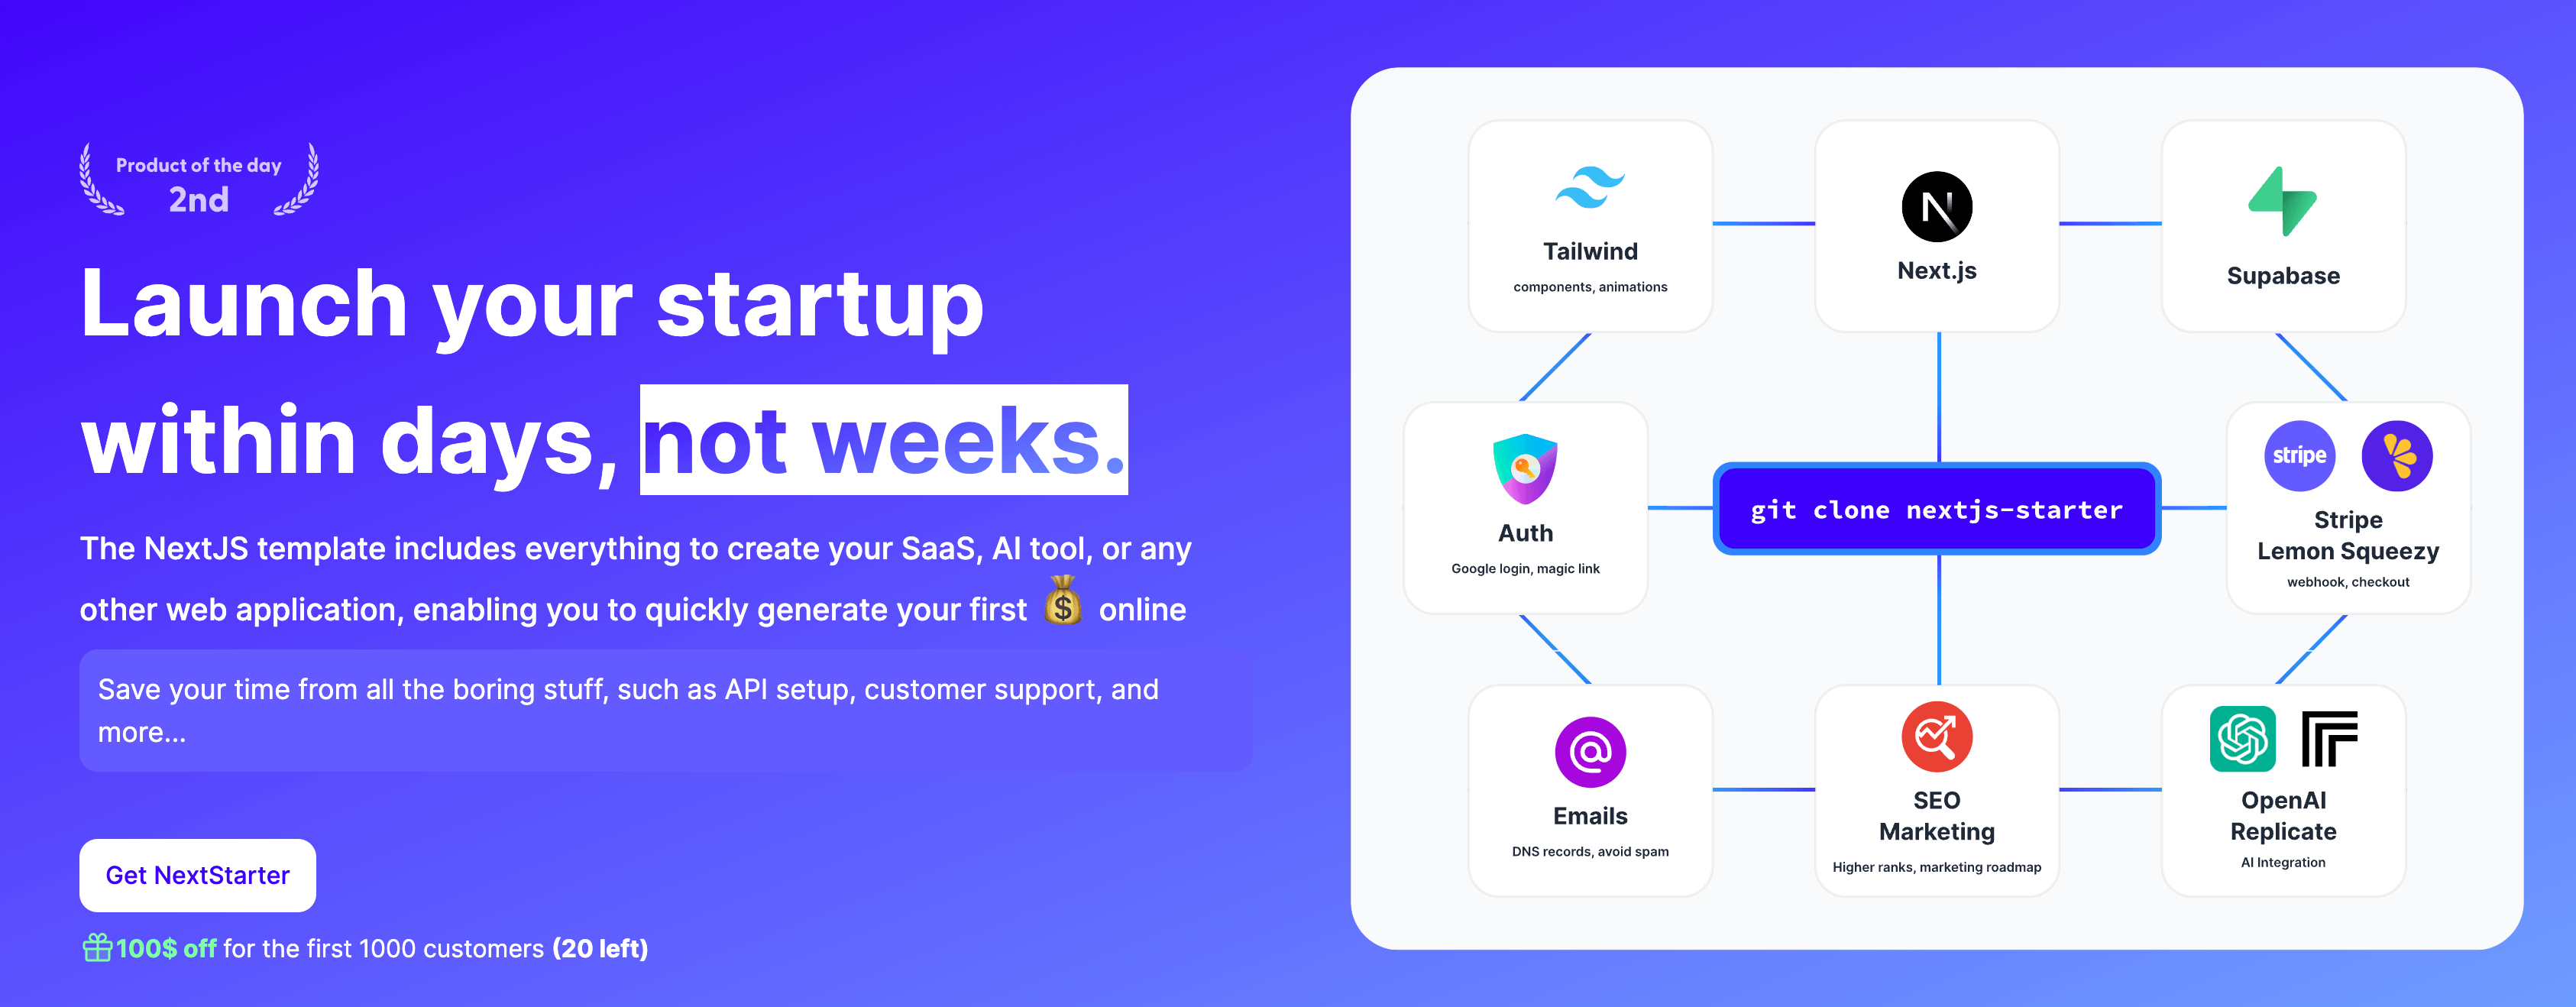 Product of the day
2nd
Launch your startup
within days, not weeks.
The NextJS template includes everything to create your SaaS, AI tool, or any
other web application, enabling you to quickly generate your first 💰 online
Save your time from all the boring stuff, such as API setup, customer support, and
more...
Get NextStarter
100$ off for the first 1000 customers (20 left)
Tailwind
components, animations
Next.js
Supabase
Auth
Google login, magic link
git clone nextjs-starter
stripe
Stripe
Lemon Squeezy
webhook, checkout
Emails
DNS records, avoid spam
SEO
Marketing
Higher ranks, marketing roadmap
OpenAI
Replicate
AI Integration